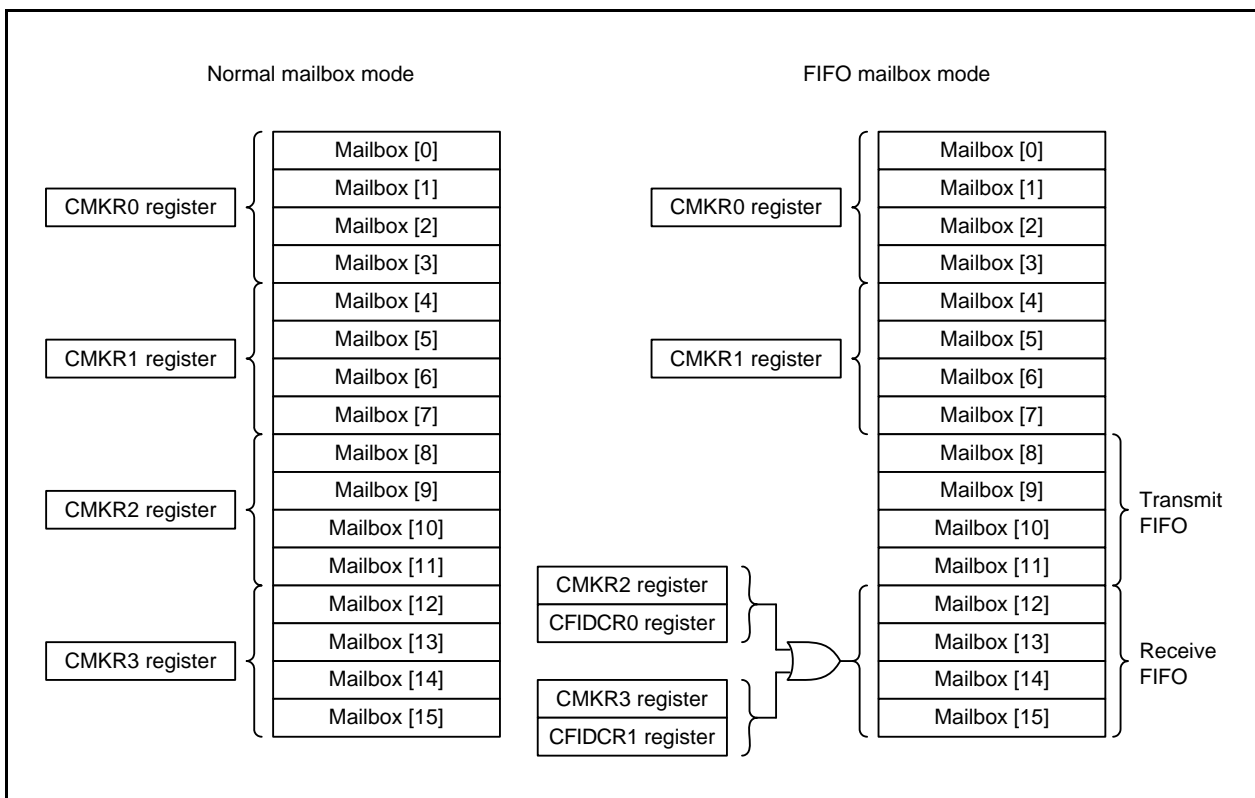 Normal mailbox mode
CMKR0 register
CMKR1 register
CMKR2 register
CMKR3 register
Mailbox [0]
Mailbox [1]
Mailbox [2]
Mailbox [3]
Mailbox [4]
Mailbox [5]
Mailbox [6]
Mailbox [7]
Mailbox [8]
Mailbox [9]
Mailbox [10]
Mailbox [11]
Mailbox [12]
Mailbox [13]
Mailbox [14]
Mailbox [15]
FIFO mailbox mode
CMKR0 register
CMKR1 register
CMKR2 register
CFIDCR0 register
CMKR3 register
CFIDCR1 register
Mailbox [0]
Mailbox [1]
Mailbox [2]
Mailbox [3]
Mailbox [4]
Mailbox [5]
Mailbox [6]
Mailbox [7]
Mailbox [8]
Mailbox [9]
Mailbox [10]
Mailbox [11]
Mailbox [12]
Mailbox [13]
Mailbox [14]
Mailbox [15]
Transmit
FIFO
Receive
FIFO